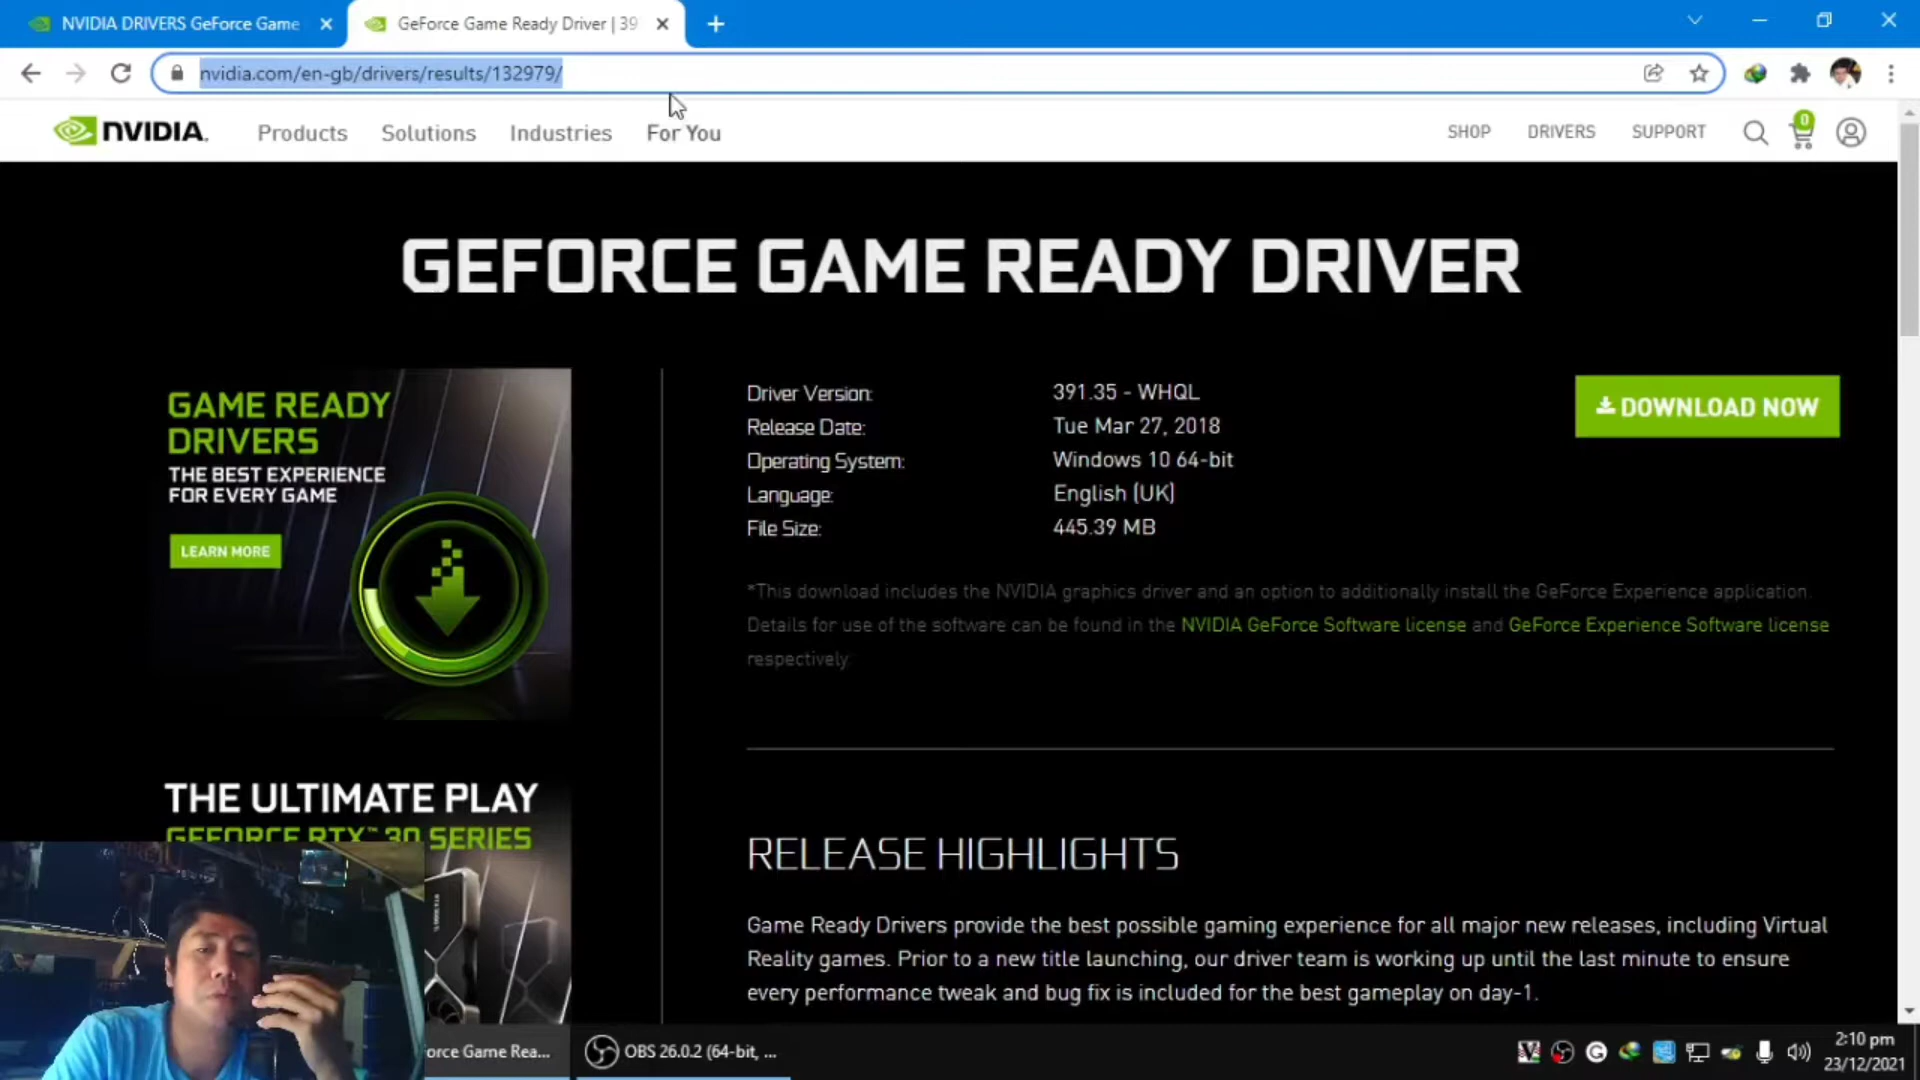 NVIDIA DRIVERS GeForce Game
GeForce Game Ready Driver | 39
nvidia.com/en-gb/drivers/results/132979/
NVIDIA.
Products
Solutions
Industries
For You
SHOP
DRIVERS
SUPPORT
0
GEFORCE GAME READY DRIVER
GAME READY
DRIVERS
THE BEST EXPERIENCE
FOR EVERY GAME
LEARN MORE
Driver Version: 391.35 - WHQL
Release Date: Tue Mar 27, 2018
Operating System: Windows 10 64-bit
Language: English (UK)
File Size: 445.39 MB
DOWNLOAD NOW
*This download includes the NVIDIA graphics driver and an option to additionally install the GeForce Experience application.
Details for use of the software can be found in the NVIDIA GeForce Software license and GeForce Experience Software license
respectively.
THE ULTIMATE PLAY
GEFORCE RTX™ 30 SERIES
RELEASE HIGHLIGHTS
Game Ready Drivers provide the best possible gaming experience for all major new releases, including Virtual
Reality games. Prior to a new title launching, our driver team is working up until the last minute to ensure
every performance tweak and bug fix is included for the best gameplay on day-1.
orce Game Rea...
OBS 26.0.2 (64-bit, ...
2:10 pm
23/12/2021